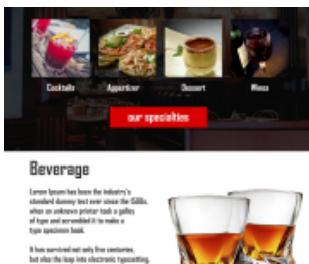 Cocktails Appertizer Dessert Wines
our specialties
Beverage
Lorem Ipsum has been the industry's
standard dummy text ever since the 1500s,
when an unknown printer took a galley
of type and scrambled it to make a
type specimen book.
It has survived not only five centuries,
but also the leap into electronic typesetting,